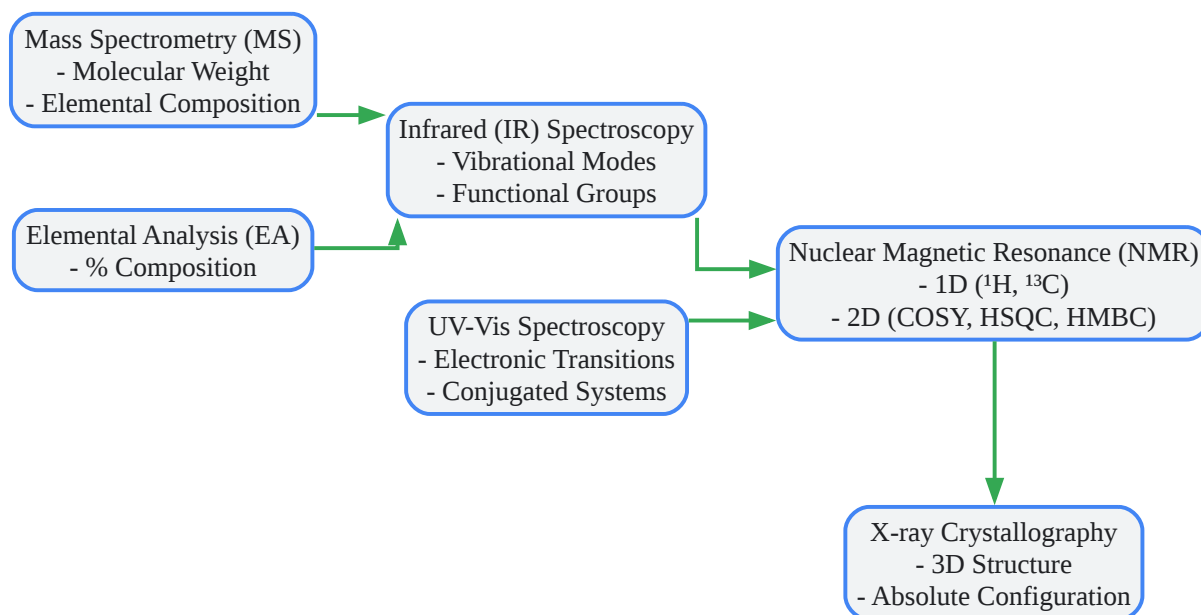 Mass Spectrometry (MS)
- Molecular Weight
- Elemental Composition
Infrared (IR) Spectroscopy
- Vibrational Modes
- Functional Groups
Elemental Analysis (EA)
- % Composition
Nuclear Magnetic Resonance (NMR)
- 1D (¹H, ¹³C)
- 2D (COSY, HSQC, HMBC)
UV-Vis Spectroscopy
- Electronic Transitions
- Conjugated Systems
X-ray Crystallography
- 3D Structure
- Absolute Configuration